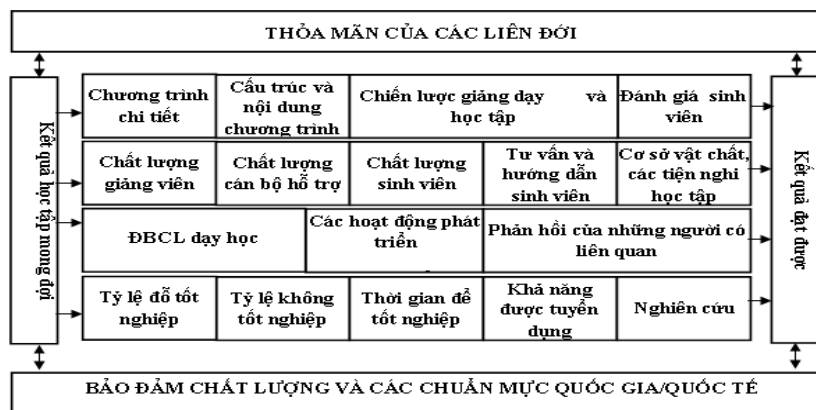 THỎA MÃN CỦA CÁC LIÊN ĐỚI
Kết quả học tập mong đợi
Chương trình
chi tiết
Cấu trúc và
nội dung
chương trình
Chiến lược giảng dạy và
học tập
Đánh giá sinh
viên
Chất lượng
giảng viên
Chất lượng
cán bộ hỗ trợ
Chất lượng
sinh viên
Tư vấn và
hướng dẫn
sinh viên
Cơ sở vật chất,
các tiện nghi
học tập
ĐBCL dạy học
Các hoạt động phát
triển
Phản hồi của những người có
liên quan
Tỷ lệ đỗ tốt
nghiệp
Tỷ lệ không
tốt nghiệp
Thời gian để
tốt nghiệp
Khả năng
được tuyển
dụng
Nghiên cứu
Kết quả đạt được
BẢO ĐẢM CHẤT LƯỢNG VÀ CÁC CHUẨN MỰC QUỐC GIA/QUỐC TẾ